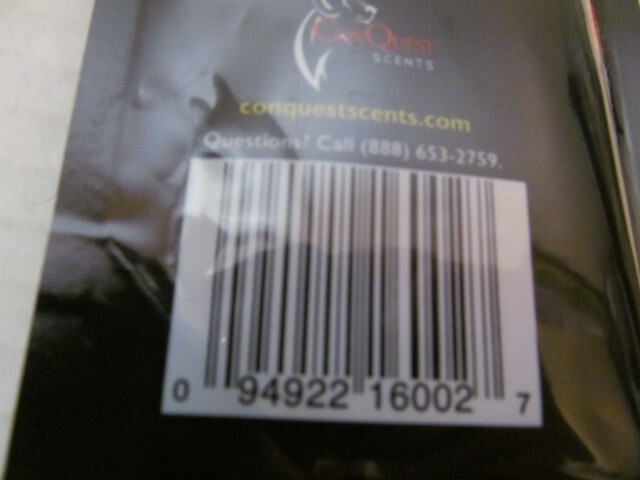 ConQuest
SCENTS
conquestscents.com
Questions? Call (888) 653-2759.
0 94922 16002 7